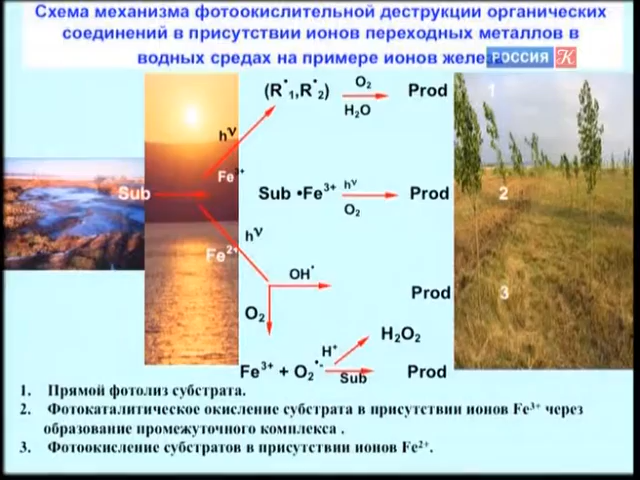 Схема механизма фотоокислительной деструкции органических
соединений в присутствии ионов переходных металлов в
водных средах на примере ионов
РОССИЯ К
(R•1,R•2) O2 Prod 1
hν H2O
Fe3+
Sub Sub •Fe3+ hν Prod 2
O2
hν
Fe2+
OH•
Prod 3
O2
H2O2
H+
Fe3+ + O2•- Prod
Sub
1. Прямой фотолиз субстрата.
2. Фотокаталитическое окисление субстрата в присутствии ионов Fe3+ через
образование промежуточного комплекса .
3. Фотоокисление субстратов в присутствии ионов Fe2+.